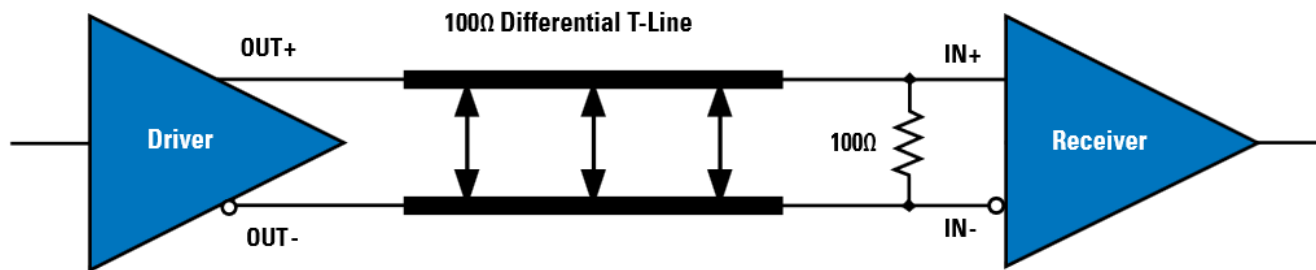 100Ω Differential T-Line
OUT+
IN+
Driver
100Ω
Receiver
OUT-
IN-